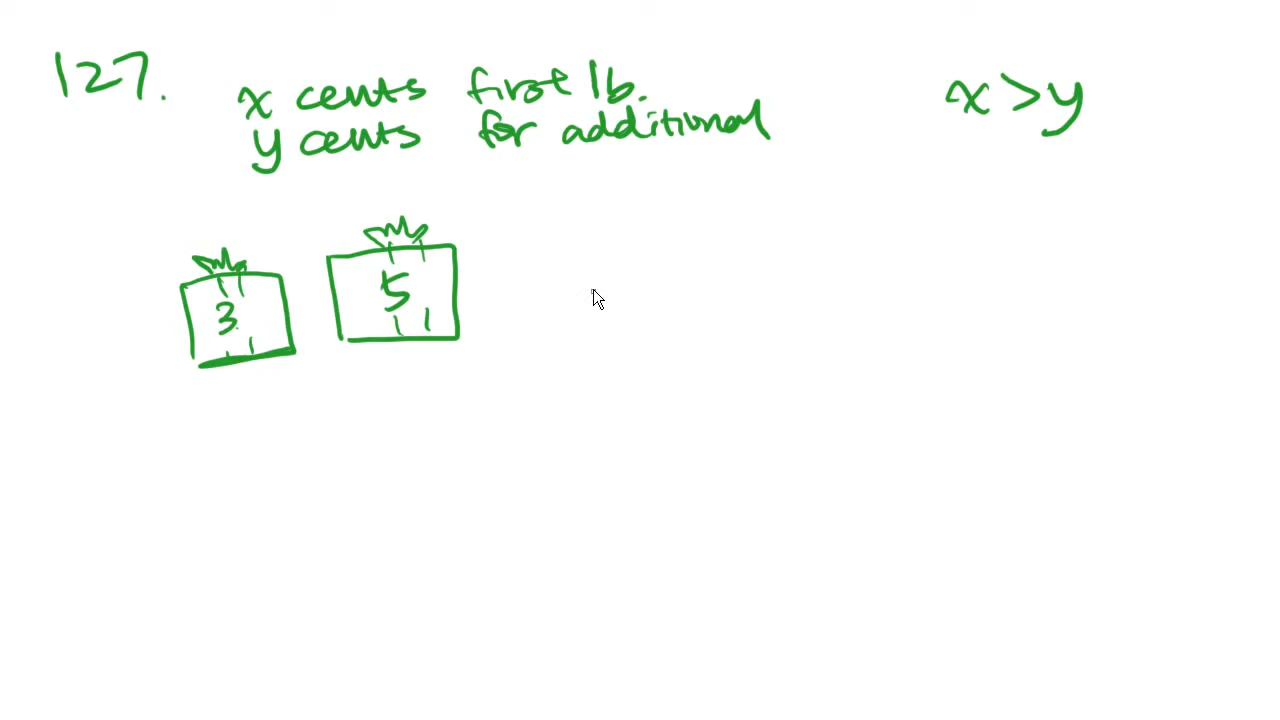 127.
x cents first lb.
y cents for additional
x > y
3
5